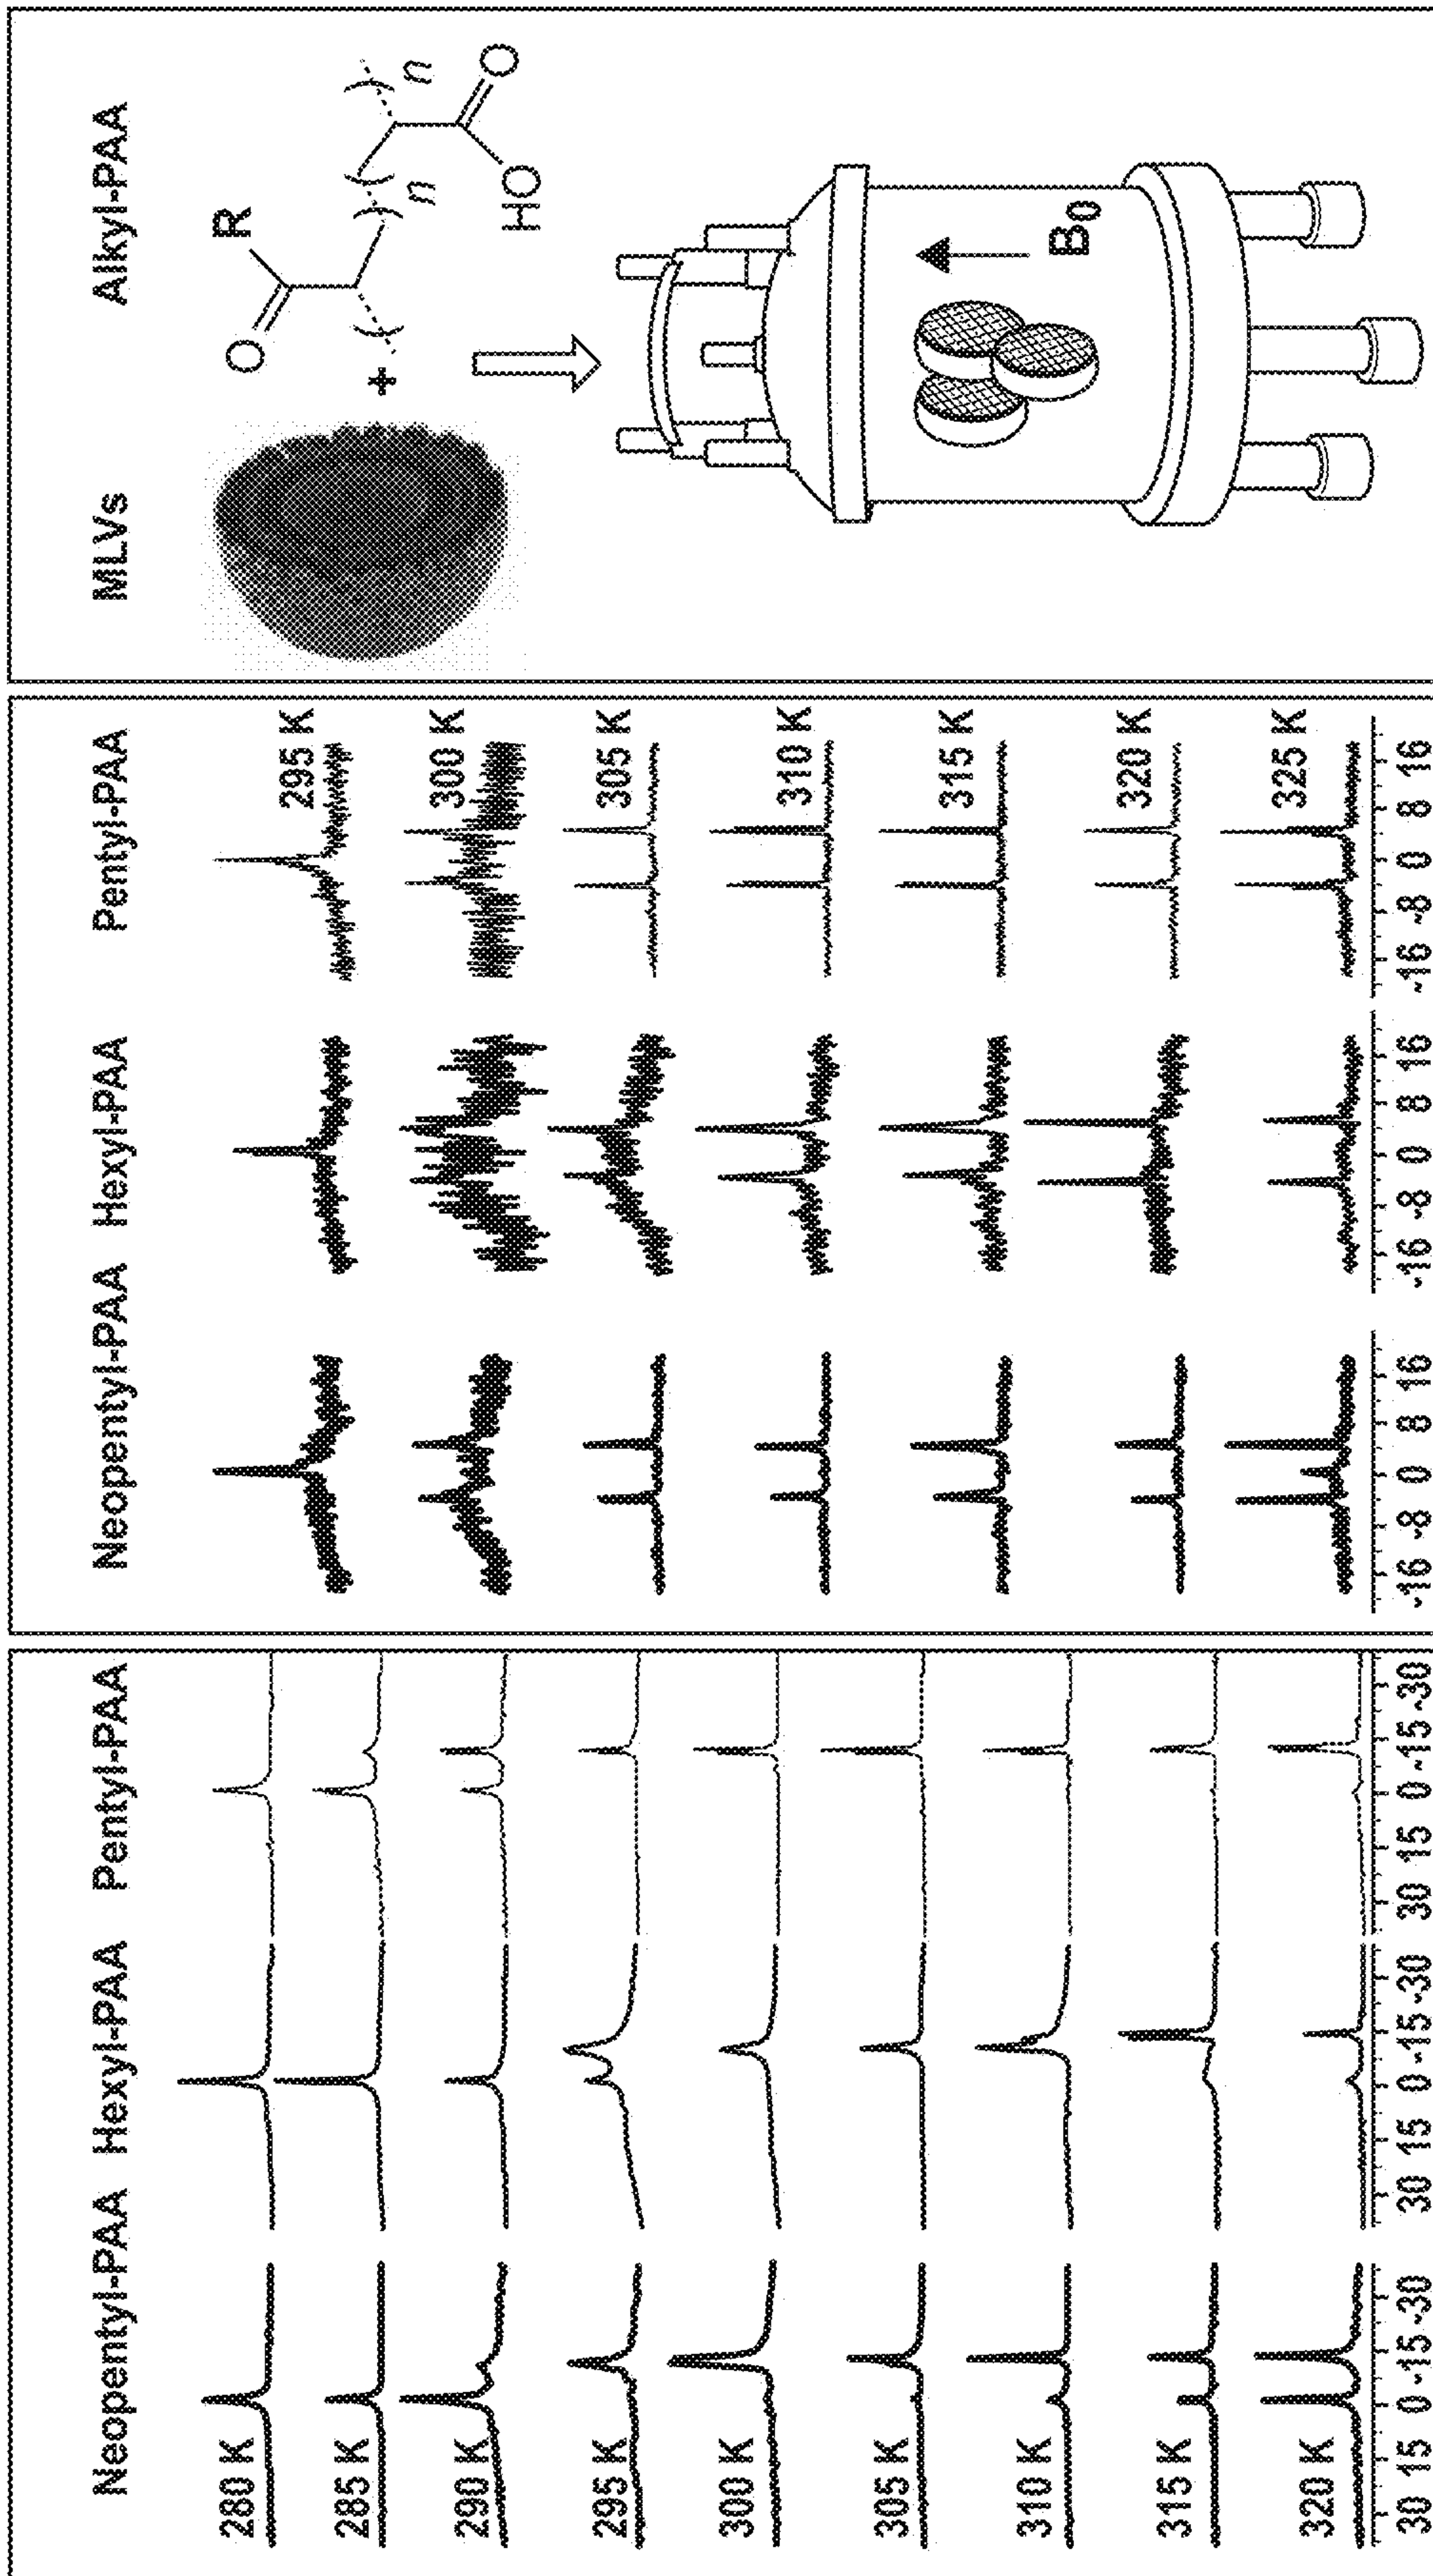 Neopentyl-PAA Hexyl-PAA Pentyl-PAA
280 K
285 K
290 K
295 K
300 K
305 K
310 K
315 K
320 K
30 15 0 -15 -30 30 15 0 -15 -30 30 15 0 -15 -30
Neopentyl-PAA Hexyl-PAA Pentyl-PAA
295 K
300 K
305 K
310 K
315 K
320 K
325 K
-16 -8 0 8 16 -16 -8 0 8 16 -16 -8 0 8 16
MLVs Alkyl-PAA
+
O
R
n
n
HO
O
B0